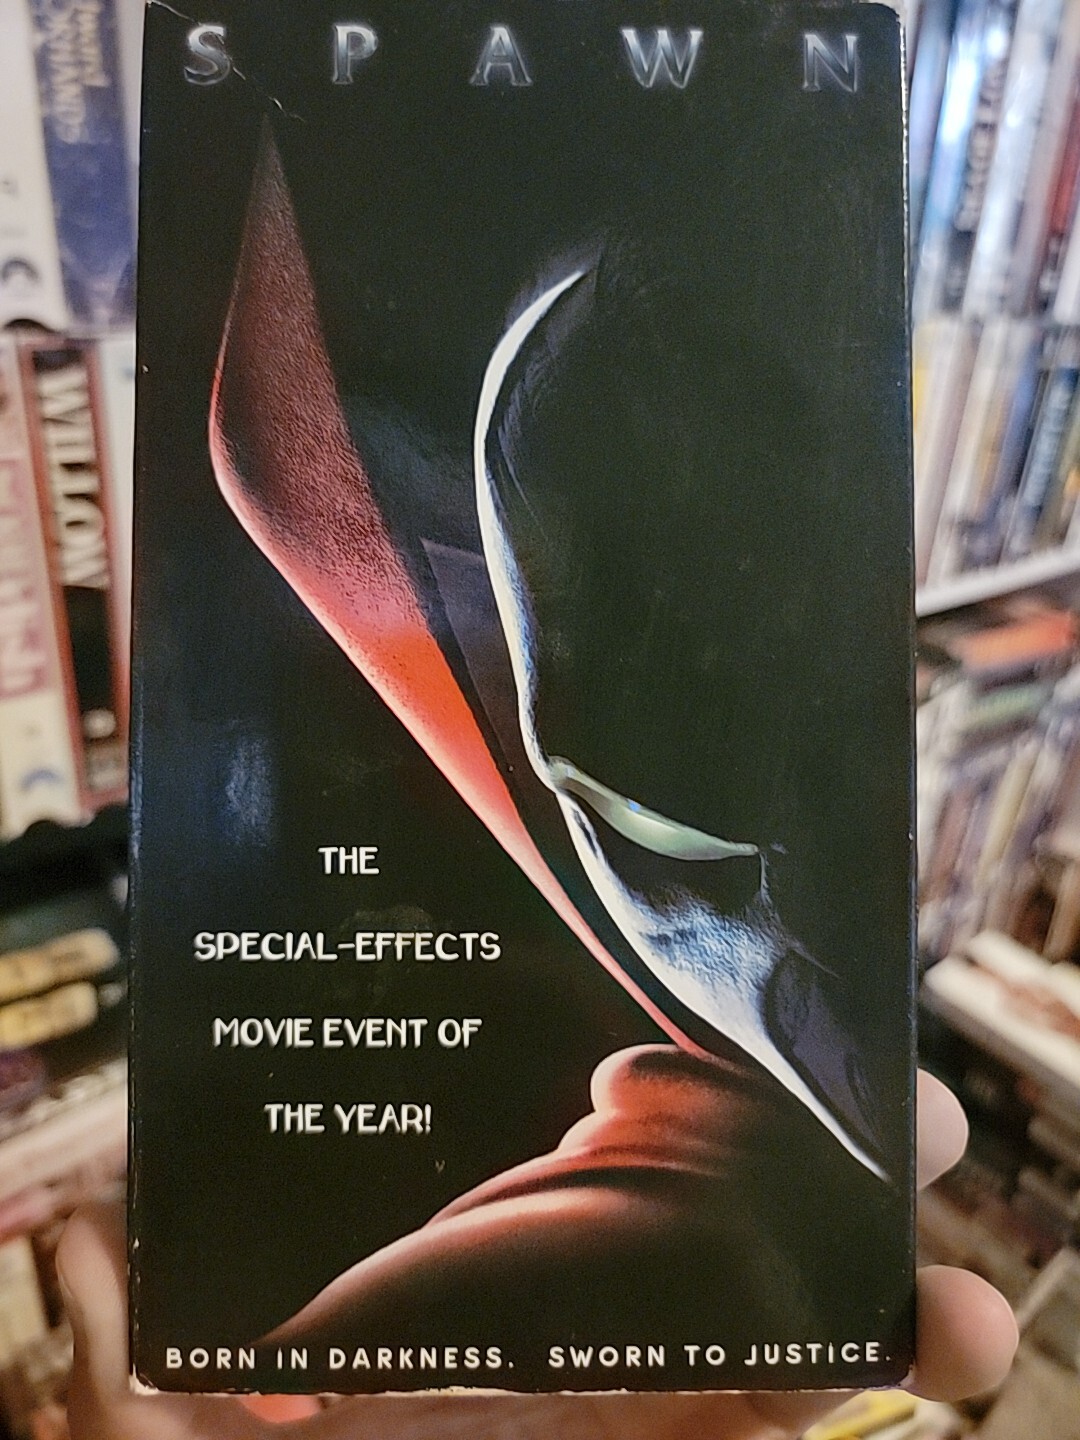 SPAWN
THE
SPECIAL-EFFECTS
MOVIE EVENT OF
THE YEAR!
BORN IN DARKNESS. SWORN TO JUSTICE.
WILLOW